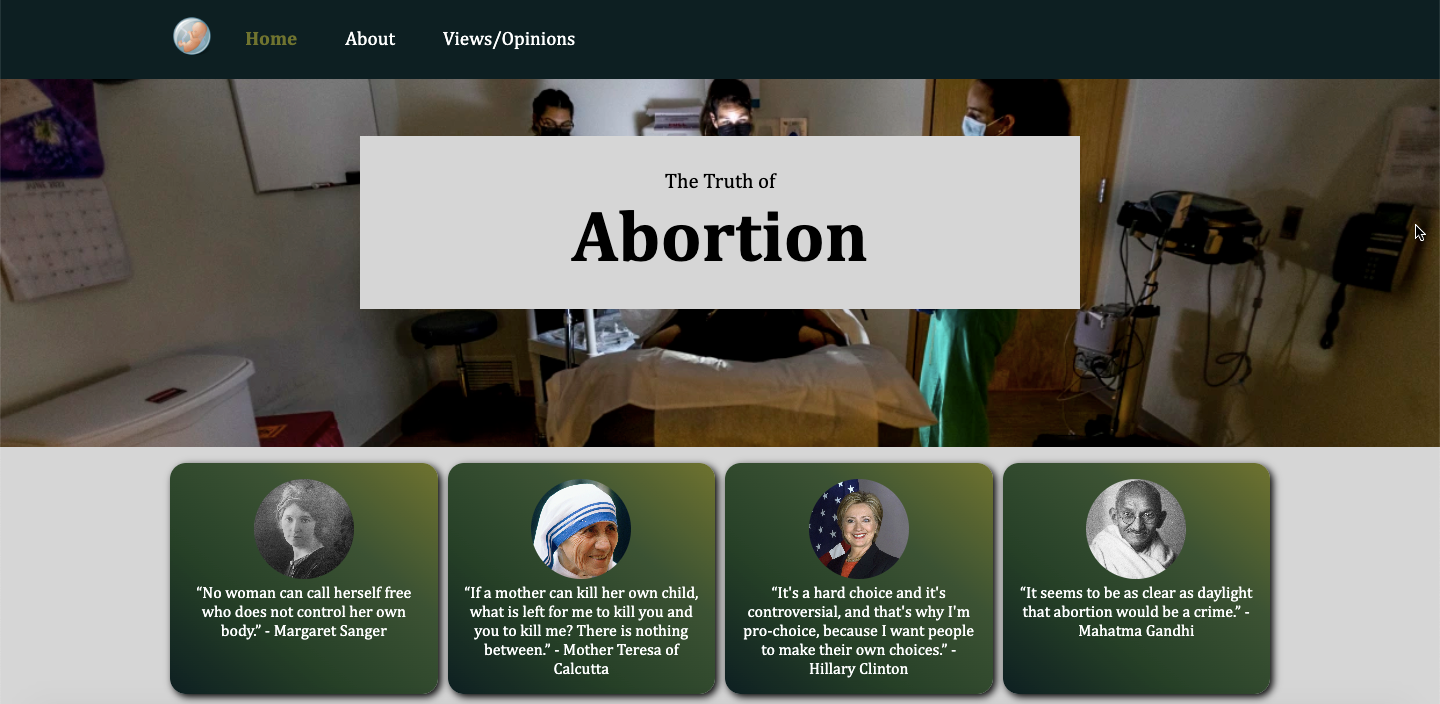 Home
About
Views/Opinions
The Truth of
Abortion
“No woman can call herself free
who does not control her own
body.” - Margaret Sanger
“If a mother can kill her own child,
what is left for me to kill you and
you to kill me? There is nothing
between.” - Mother Teresa of
Calcutta
“It's a hard choice and it's
controversial, and that's why I'm
pro-choice, because I want people
to make their own choices.” -
Hillary Clinton
“It seems to be as clear as daylight
that abortion would be a crime.” -
Mahatma Gandhi